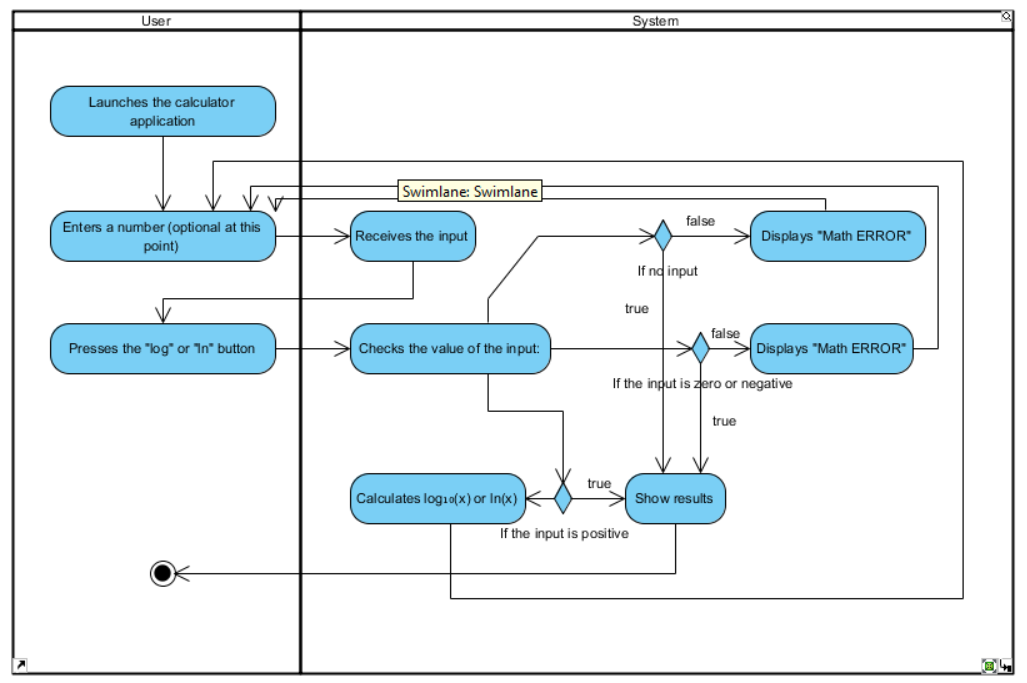 User
System
Launches the calculator
application
Swimlane: Swimlane
Enters a number (optional at this
point)
Receives the input
false
Displays "Math ERROR"
If no input
true
Presses the "log" or "ln" button
Checks the value of the input:
false
Displays "Math ERROR"
If the input is zero or negative
true
Calculates log₁₀(x) or ln(x)
true
Show results
If the input is positive